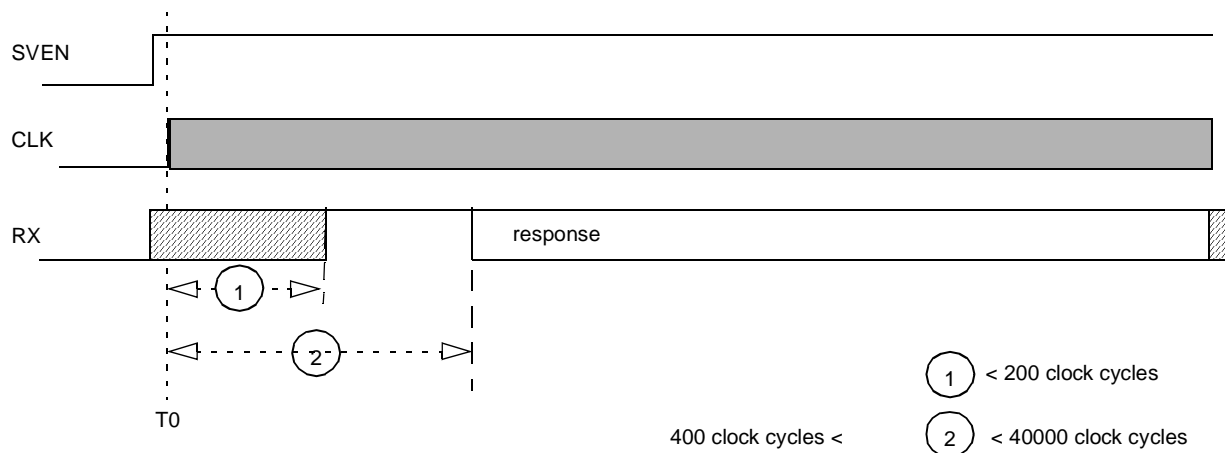 SVEN
CLK
RX
response
1
2
T0
1 < 200 clock cycles
400 clock cycles < 2 < 40000 clock cycles